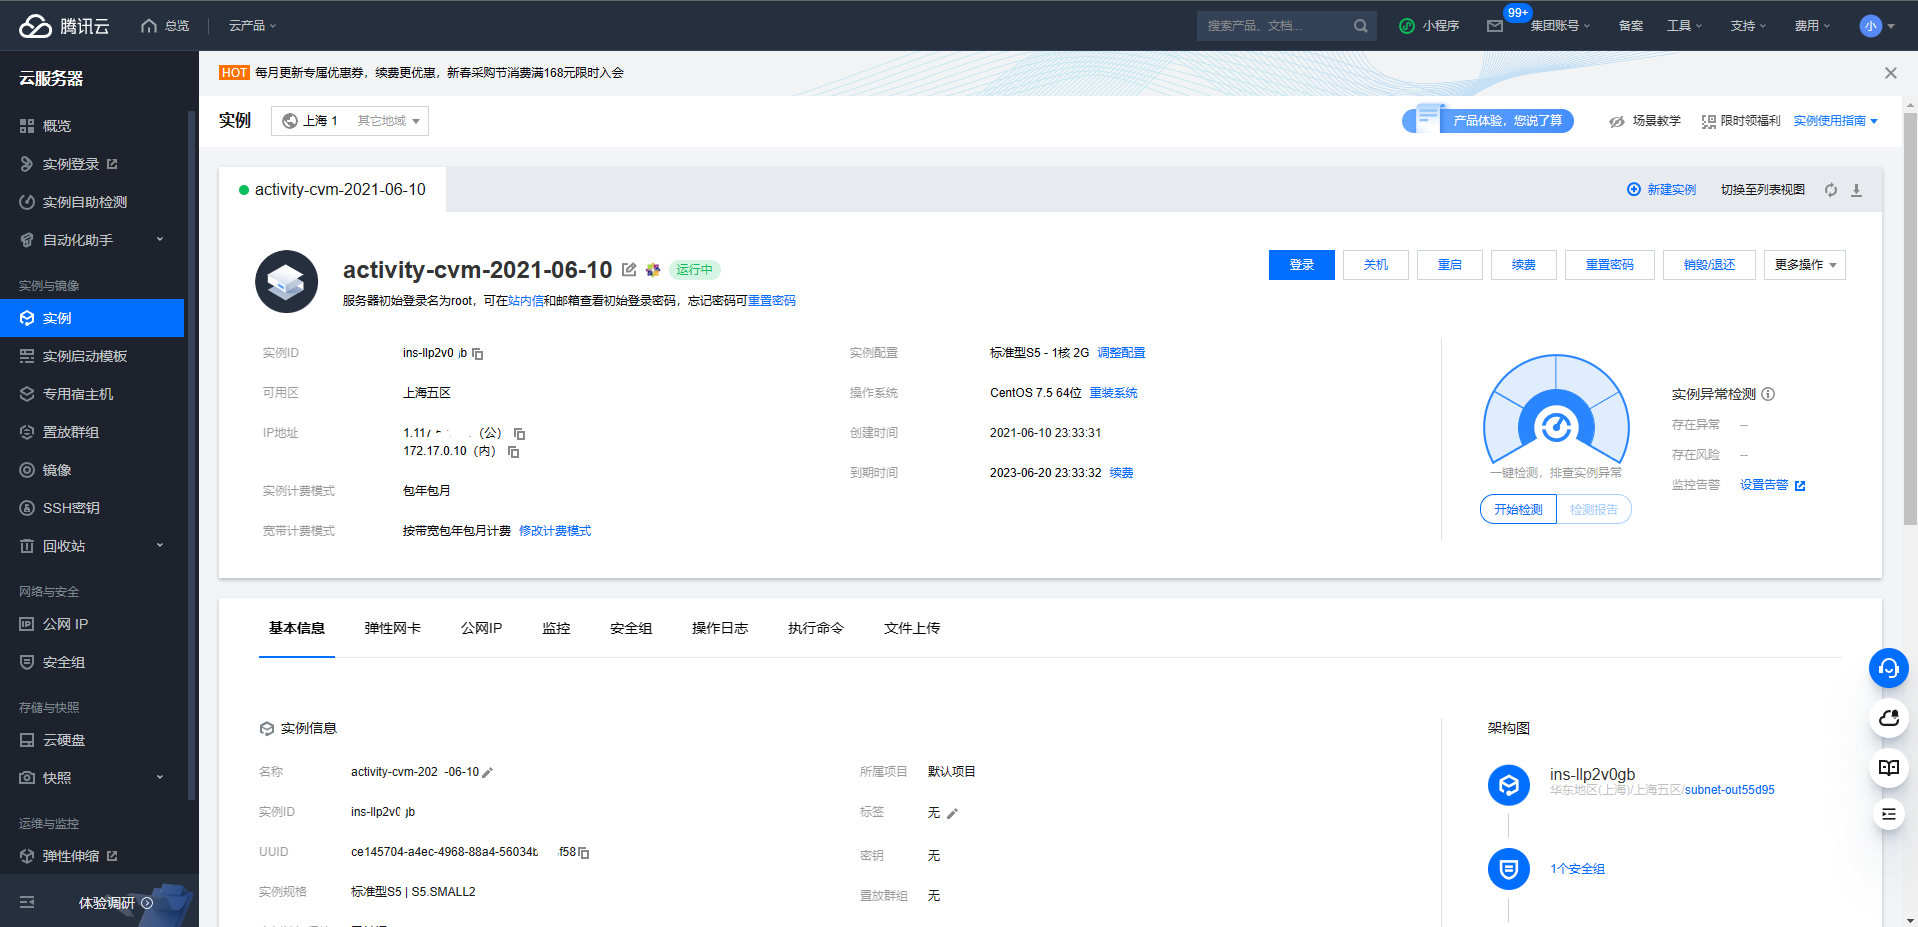 腾讯云
总览
云产品
搜索产品、文档...
小程序
99+
集团账号
备案
工具
支持
费用
小
云服务器
概览
实例登录
实例自助检测
自动化助手
实例与镜像
实例
实例启动模板
专用宿主机
置放群组
镜像
SSH密钥
回收站
网络与安全
公网 IP
安全组
存储与快照
云硬盘
快照
运维与监控
弹性伸缩
体验调研
HOT 每月更新专属优惠券，续费更优惠，新春采购节消费满168元限时入会
实例
上海 1
其它地域
产品体验，您说了算
场景教学
限时领福利
实例使用指南
activity-cvm-2021-06-10
新建实例
切换至列表视图
activity-cvm-2021-06-10
运行中
服务器初始登录名为root，可在站内信和邮箱查看初始登录密码，忘记密码可重置密码
登录
关机
重启
续费
重置密码
销毁/退还
更多操作
实例ID
ins-llp2v0 b
可用区
上海五区
IP地址
1.117 （公）
172.17.0.10（内）
实例计费模式
包年包月
宽带计费模式
按带宽包年包月计费 修改计费模式
实例配置
标准型S5 - 1核 2G 调整配置
操作系统
CentOS 7.5 64位 重装系统
创建时间
2021-06-10 23:33:31
到期时间
2023-06-20 23:33:32 续费
一键检测，排查实例异常
开始检测
检测报告
实例异常检测
存在异常 --
存在风险 --
监控告警 设置告警
基本信息
弹性网卡
公网IP
监控
安全组
操作日志
执行命令
文件上传
实例信息
名称
activity-cvm-202 -06-10
实例ID
ins-llp2v0 b
UUID
ce145704-a4ec-4968-88a4-56034b f58
实例规格
标准型S5 | S5.SMALL2
所属项目
默认项目
标签
无
密钥
无
置放群组
无
架构图
ins-llp2v0gb
华东地区(上海)/上海五区/subnet-out55d95
1个安全组